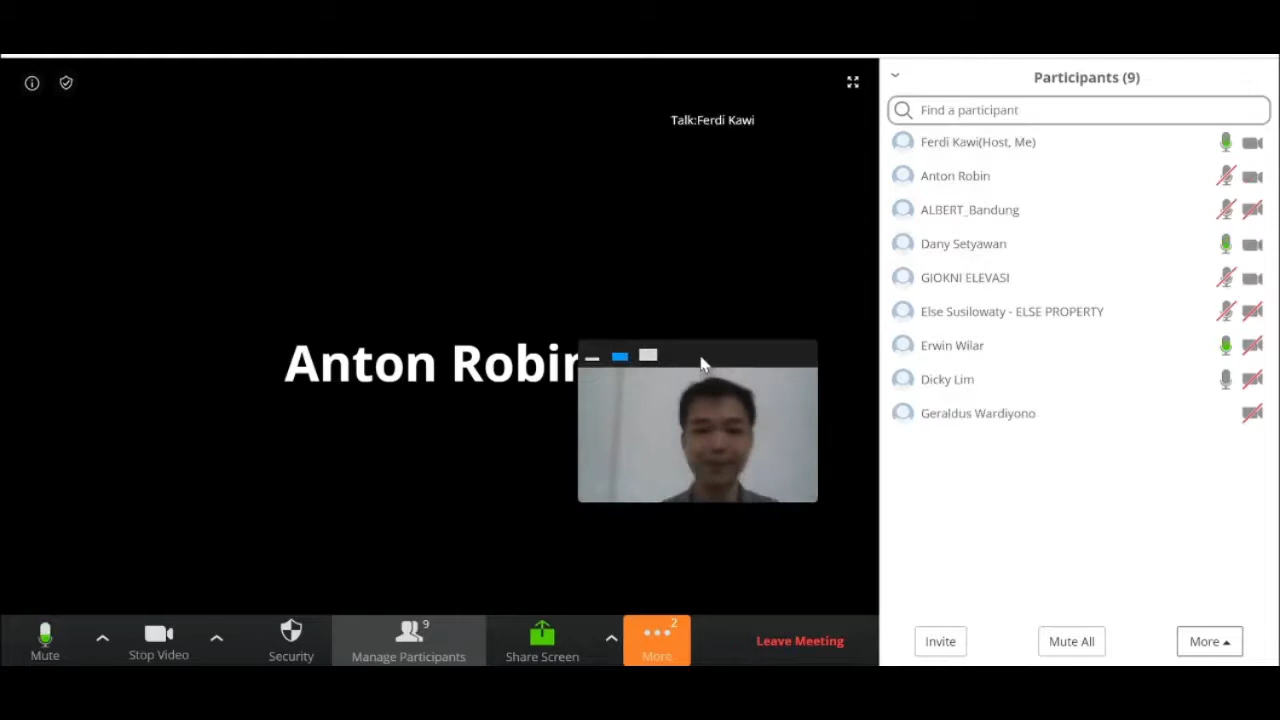 Participants (9)
Talk:Ferdi Kawi
Find a participant
Ferdi Kawi(Host, Me)
Anton Robin
ALBERT_Bandung
Dany Setyawan
GIOKNI ELEVASI
Else Susilowaty - ELSE PROPERTY
Erwin Wilar
Dicky Lim
Geraldus Wardiyono
Anton Robin
Mute
Stop Video
Security
9
Manage Participants
Share Screen
2
More
Leave Meeting
Invite
Mute All
More